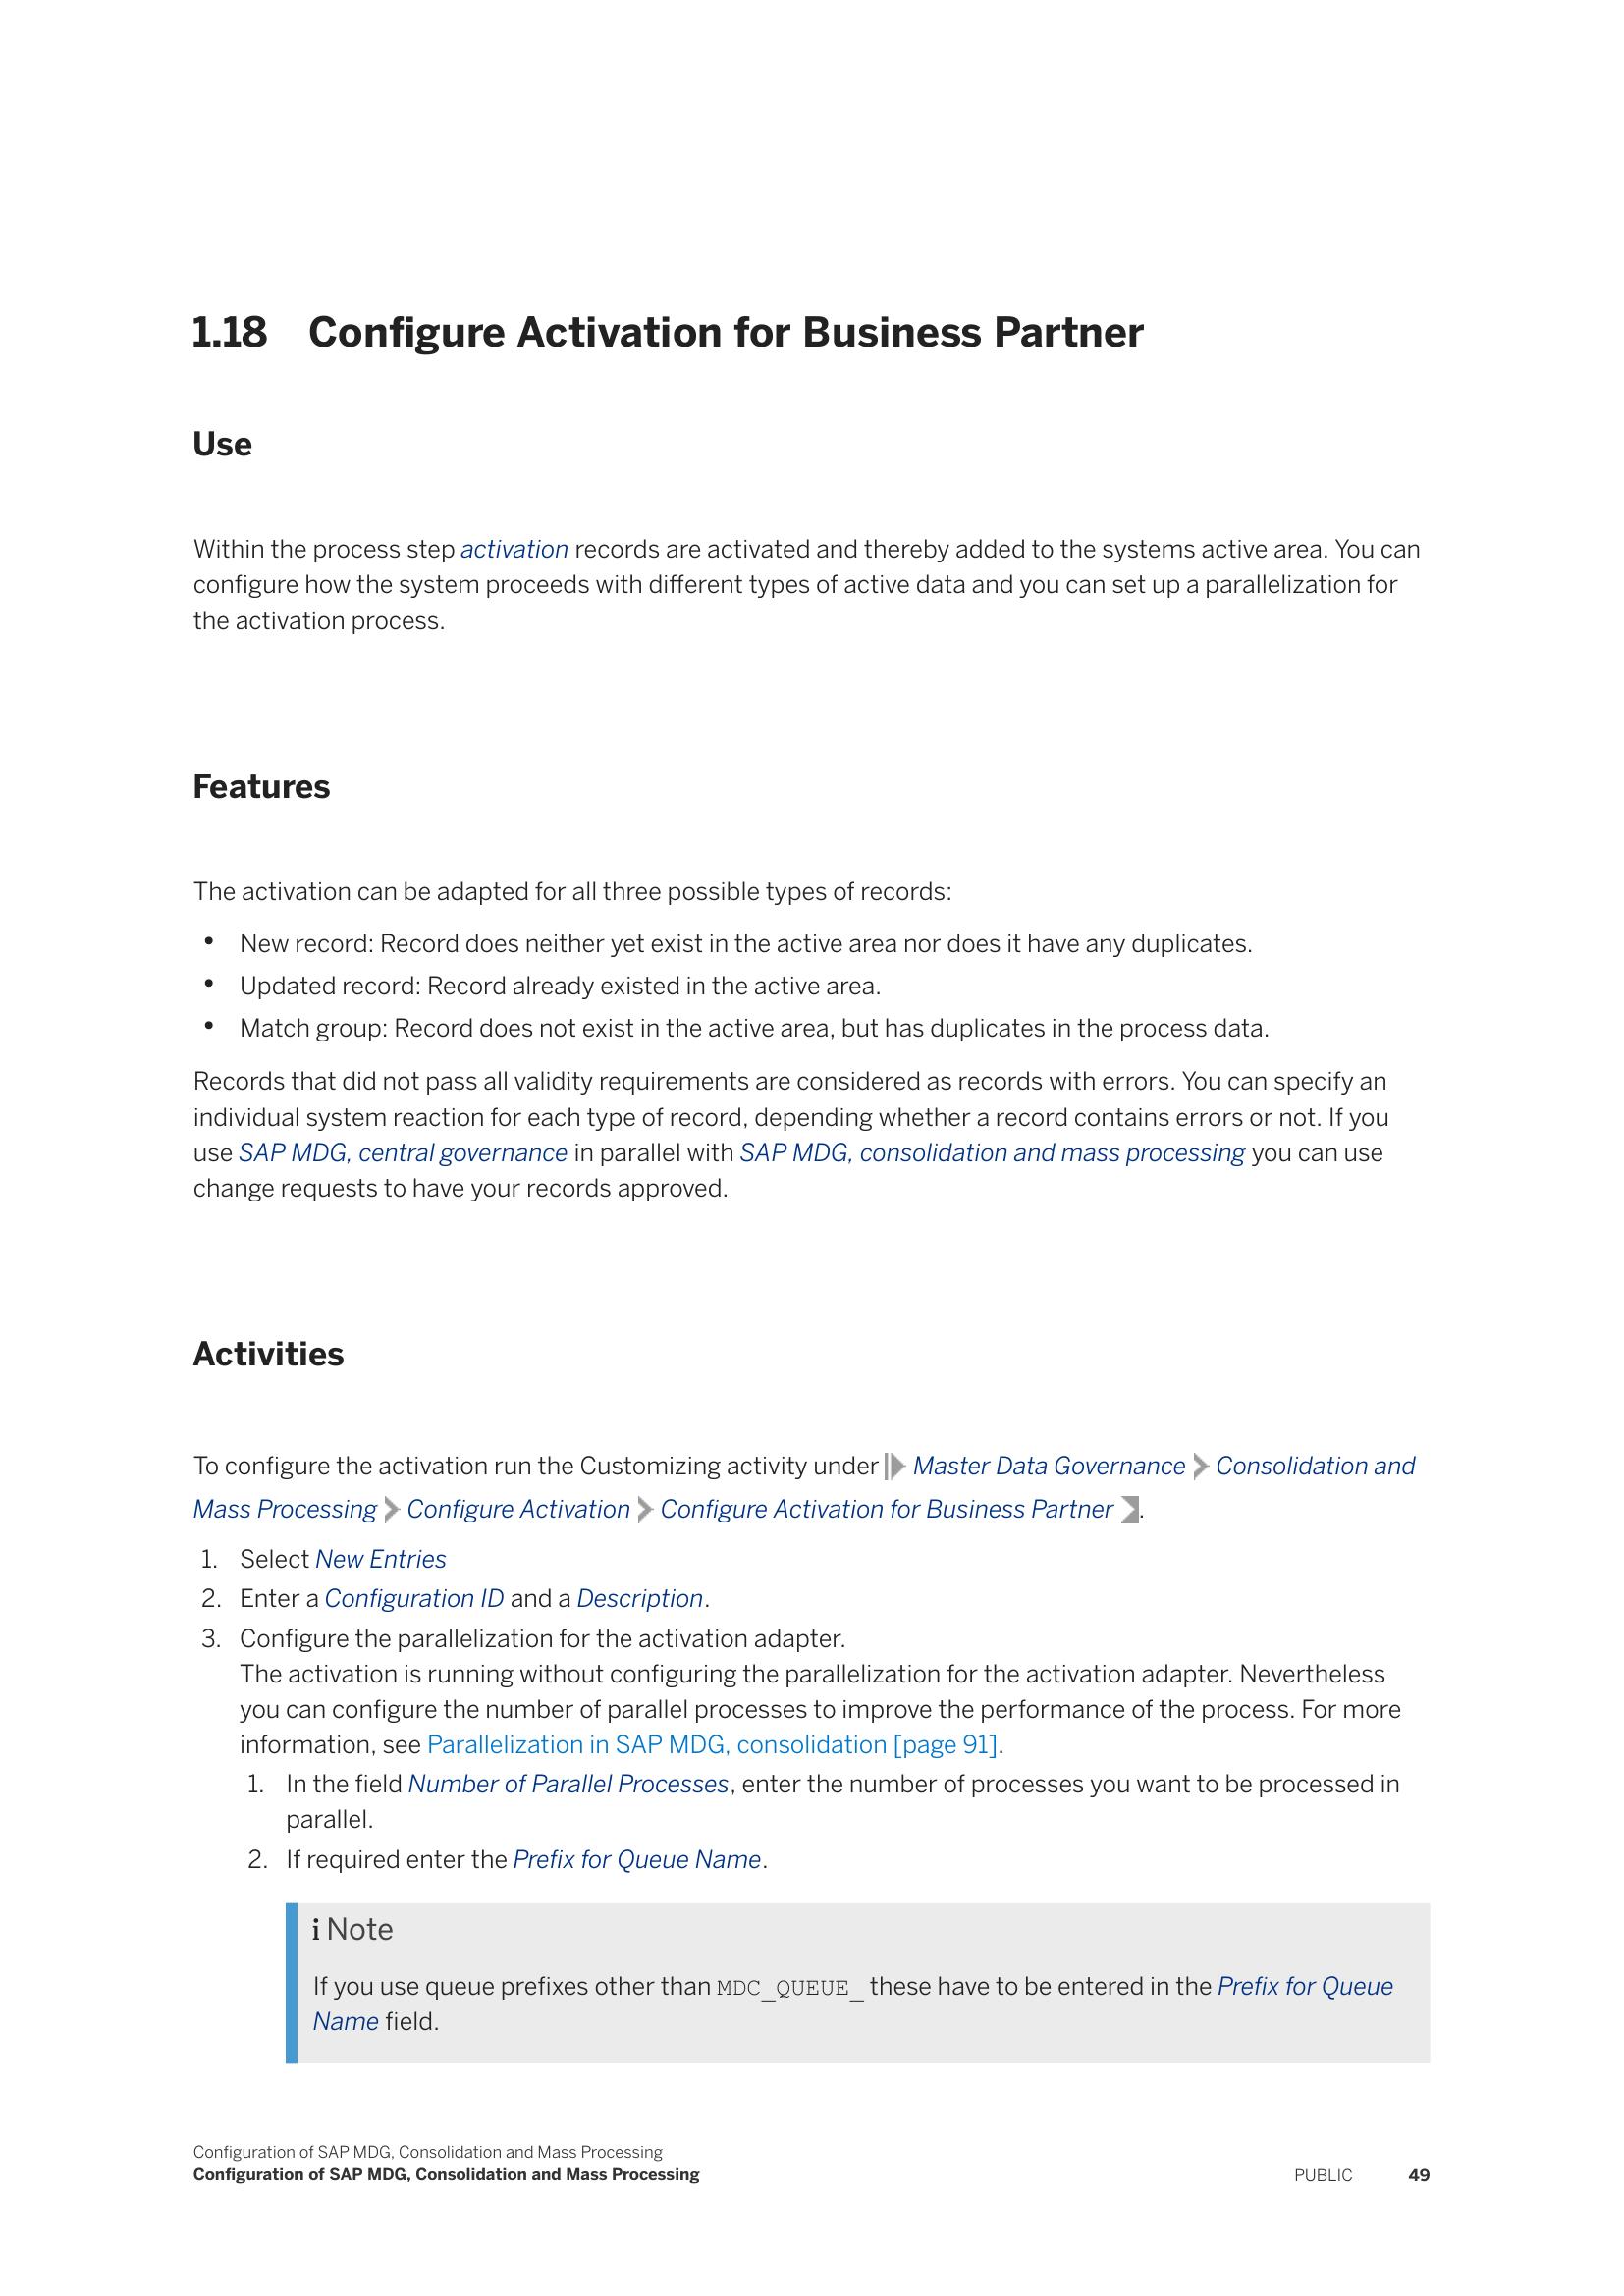 1.18 Configure Activation for Business Partner
Use
Within the process step activation records are activated and thereby added to the systems active area. You can
configure how the system proceeds with different types of active data and you can set up a parallelization for
the activation process.
Features
The activation can be adapted for all three possible types of records:
• New record: Record does neither yet exist in the active area nor does it have any duplicates.
• Updated record: Record already existed in the active area.
• Match group: Record does not exist in the active area, but has duplicates in the process data.
Records that did not pass all validity requirements are considered as records with errors. You can specify an
individual system reaction for each type of record, depending whether a record contains errors or not. If you
use SAP MDG, central governance in parallel with SAP MDG, consolidation and mass processing you can use
change requests to have your records approved.
Activities
To configure the activation run the Customizing activity under Master Data Governance Consolidation and
Mass Processing Configure Activation Configure Activation for Business Partner .
1. Select New Entries
2. Enter a Configuration ID and a Description.
3. Configure the parallelization for the activation adapter.
The activation is running without configuring the parallelization for the activation adapter. Nevertheless
you can configure the number of parallel processes to improve the performance of the process. For more
information, see Parallelization in SAP MDG, consolidation [page 91].
1. In the field Number of Parallel Processes, enter the number of processes you want to be processed in
parallel.
2. If required enter the Prefix for Queue Name.
i Note
If you use queue prefixes other than MDC_QUEUE_ these have to be entered in the Prefix for Queue
Name field.
Configuration of SAP MDG, Consolidation and Mass Processing
Configuration of SAP MDG, Consolidation and Mass Processing PUBLIC 49